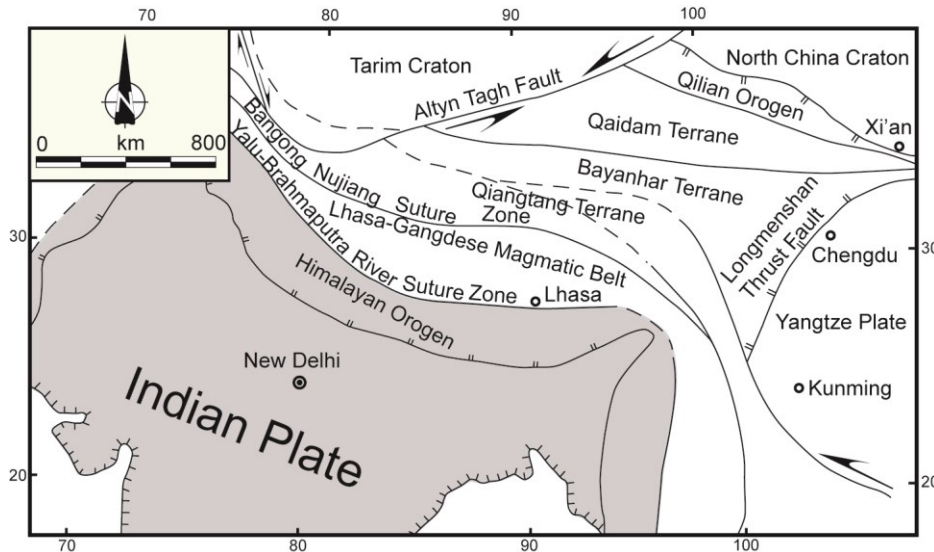 70 80 90 100
N
0 km 800
Tarim Craton
North China Craton
Altyn Tagh Fault
Qilian Orogen
Xi'an
Qaidam Terrane
Bayanhar Terrane
Bangong Nujiang Suture Zone
Qiangtang Terrane
Longmenshan
Thrust Fault
Yalu-Brahmaputra River Suture Zone
Lhasa-Gangdese Magmatic Belt
30 30
Chengdu
Himalayan Orogen
Lhasa
Yangtze Plate
New Delhi
Kunming
Indian Plate
20 20
70 80 90 100